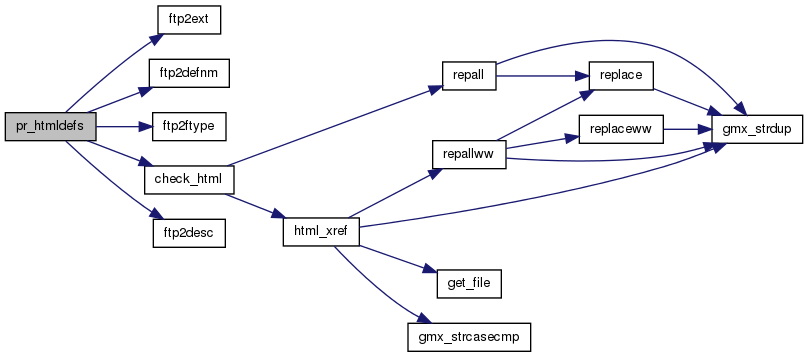 ftp2ext
ftp2defnm
pr_htmldefs
ftp2ftype
check_html
ftp2desc
repall
replace
repallww
replaceww
gmx_strdup
html_xref
get_file
gmx_strcasecmp